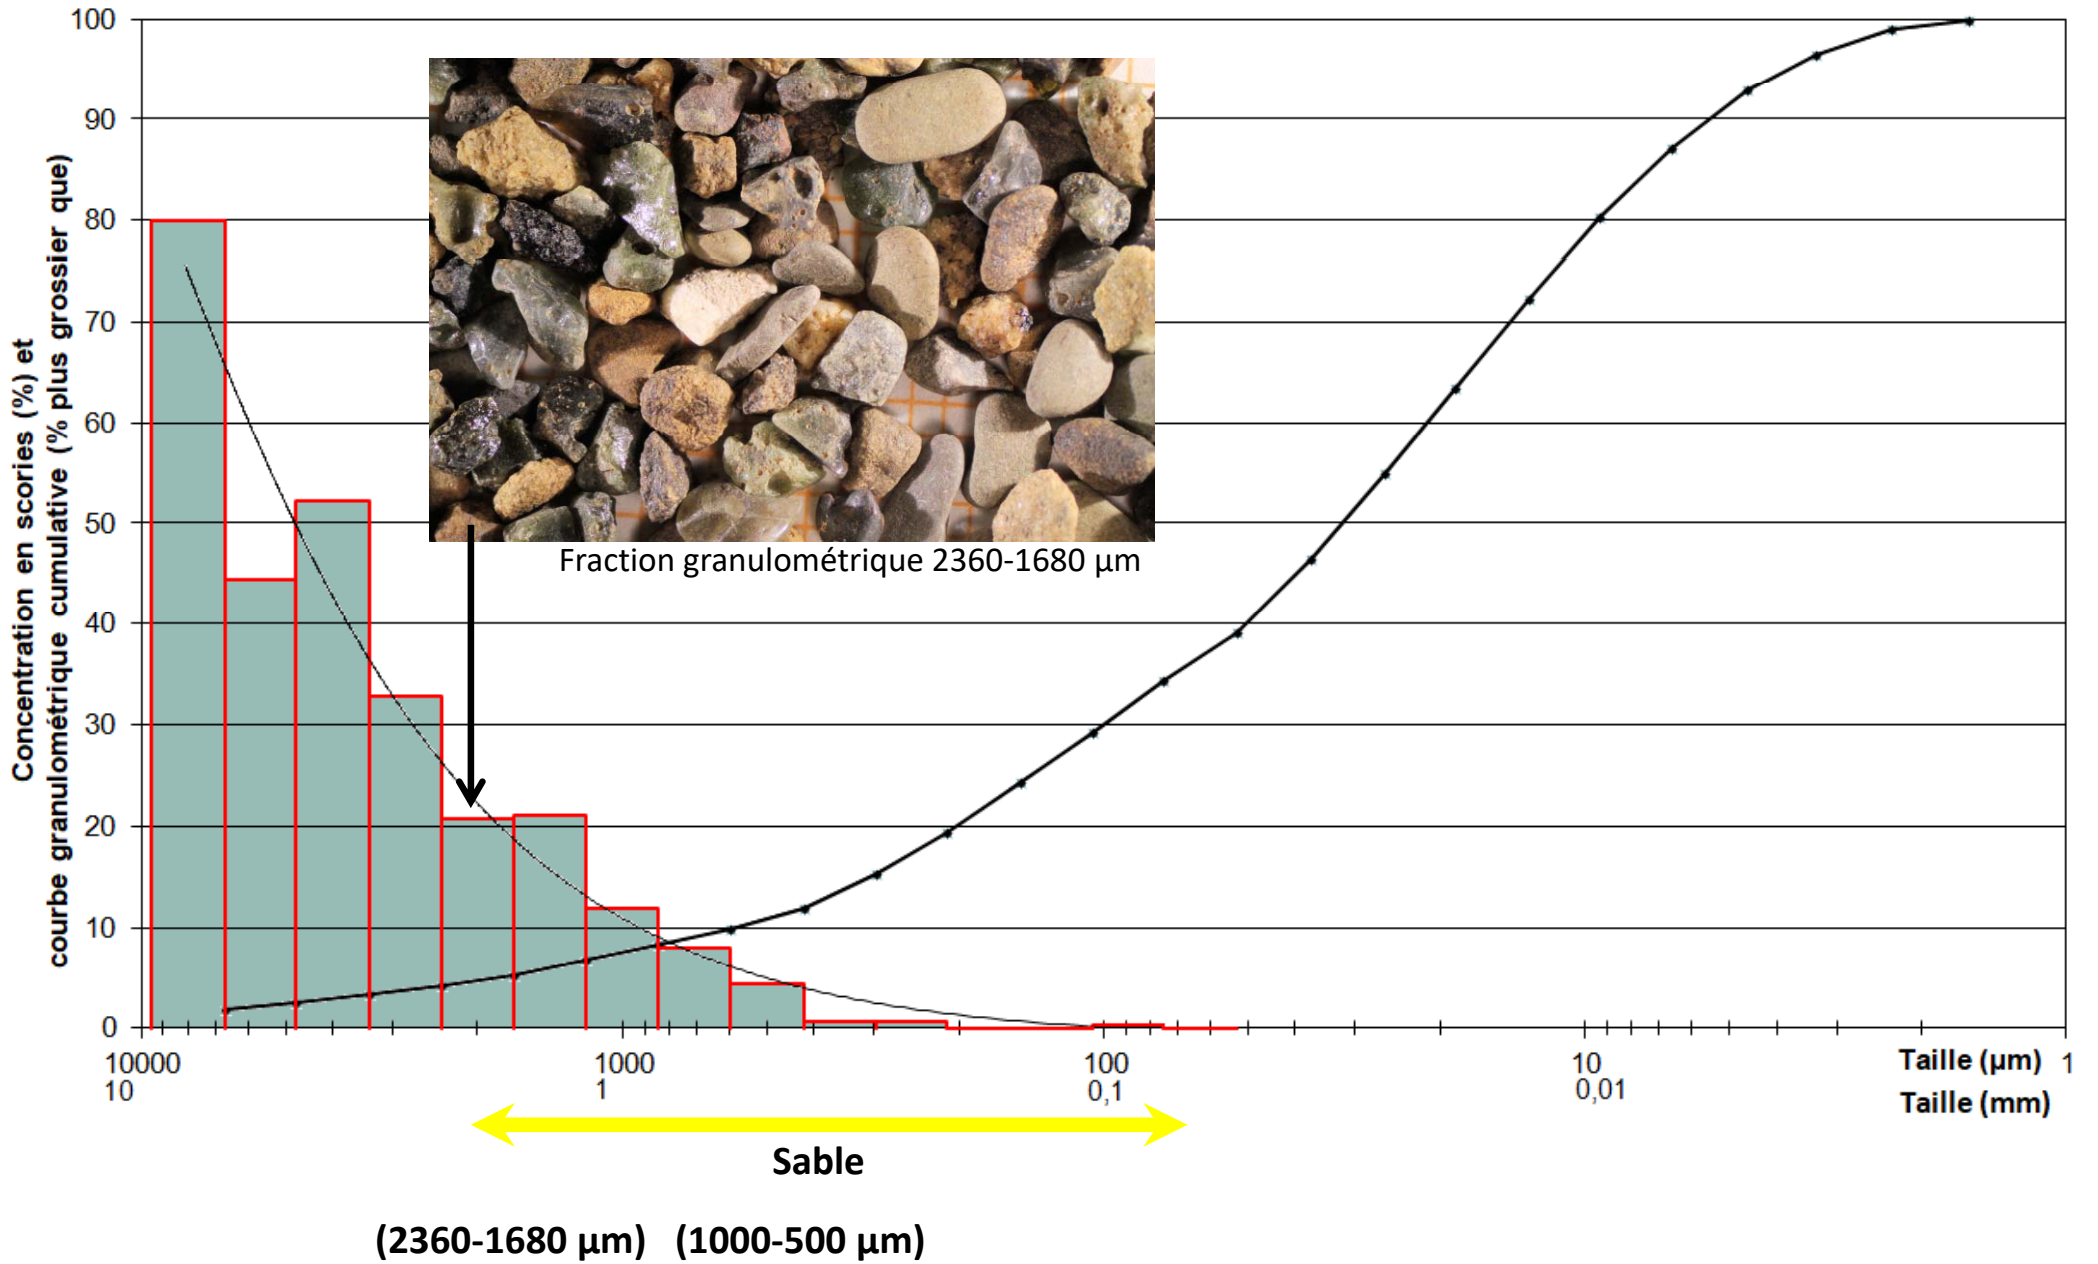 Concentration en scories (%) et
courbe granulométrique cumulative (% plus grossier que)
100
90
80
70
60
50
40
30
20
10
0
Fraction granulométrique 2360-1680 µm
10000 1000 100 10 Taille (µm) 1
10 1 0,1 0,01 Taille (mm)
Sable
(2360-1680 µm) (1000-500 µm)